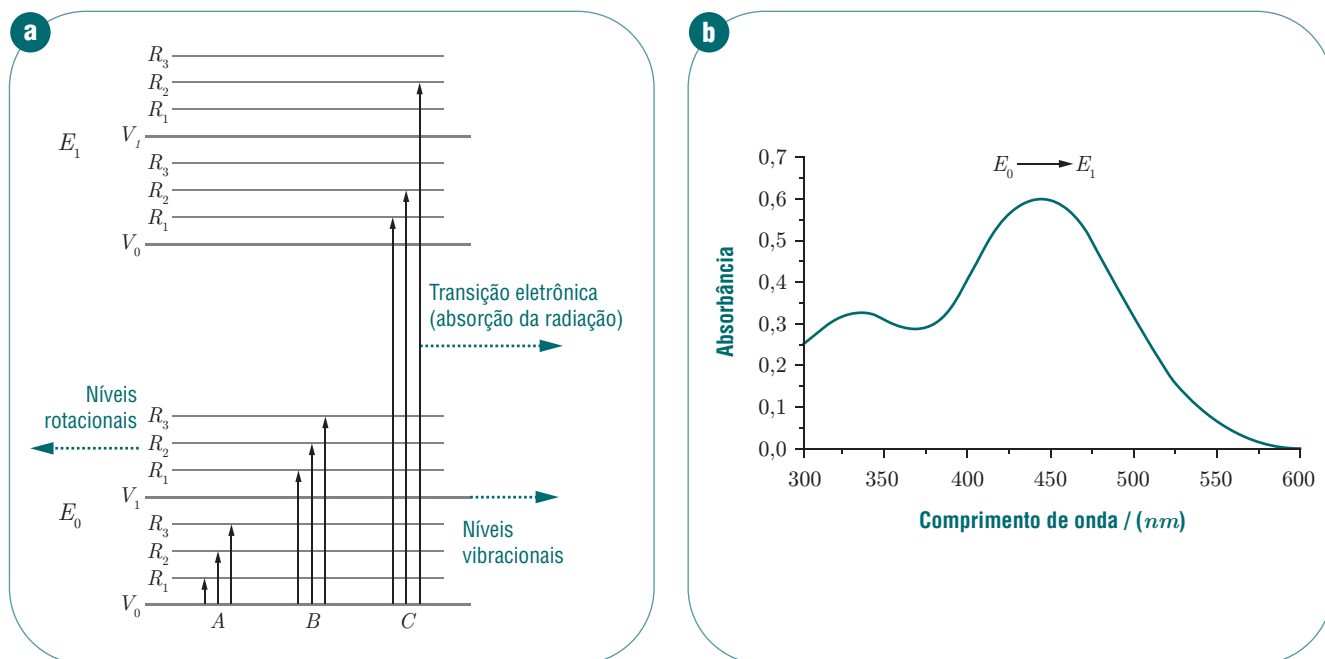 a
R3
R2
R1
E1
V1
R3
R2
R1
V0
Transição eletrônica
(absorção da radiação)
Níveis
rotacionais
R3
R2
R1
V1
E0
R3
R2
R1
V0
Níveis
vibracionais
A B C
b
E0 E1
Absorbância
0,7
0,6
0,5
0,4
0,3
0,2
0,1
0,0
300 350 400 450 500 550 600
Comprimento de onda / (nm)